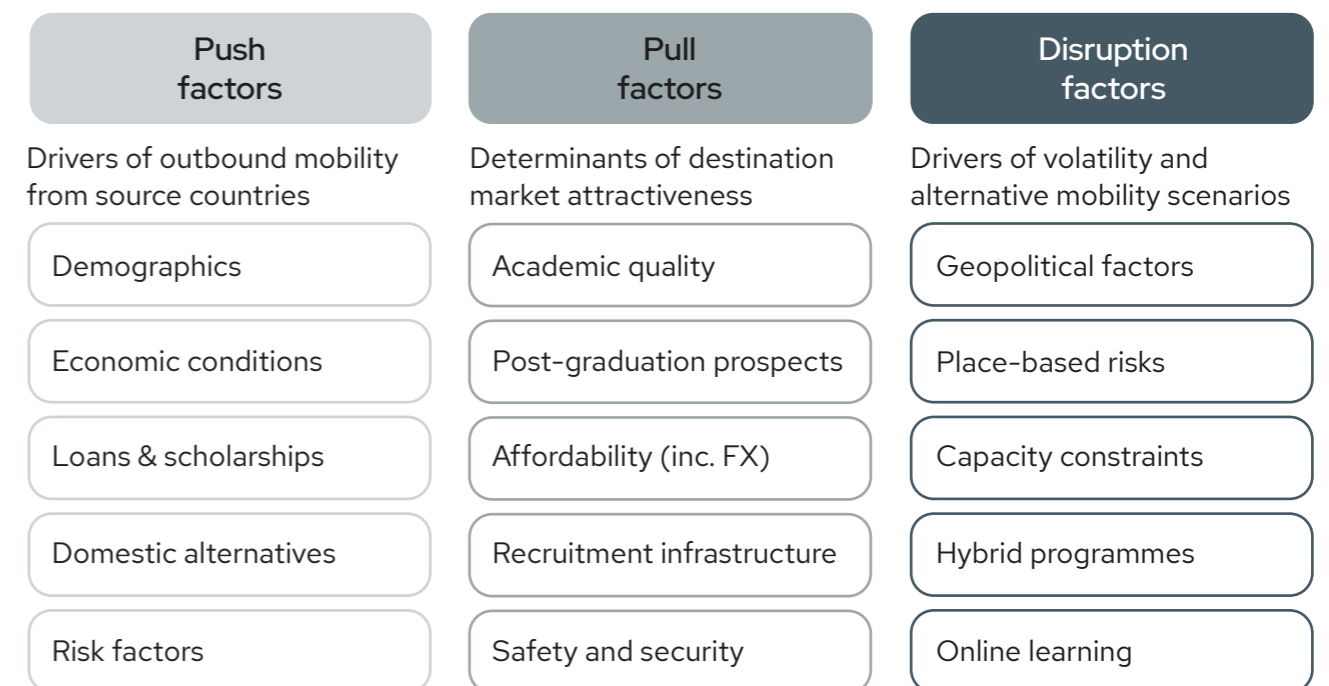 Push
factors
Drivers of outbound mobility
from source countries
Demographics
Economic conditions
Loans & scholarships
Domestic alternatives
Risk factors
Pull
factors
Determinants of destination
market attractiveness
Academic quality
Post-graduation prospects
Affordability (inc. FX)
Recruitment infrastructure
Safety and security
Disruption
factors
Drivers of volatility and
alternative mobility scenarios
Geopolitical factors
Place-based risks
Capacity constraints
Hybrid programmes
Online learning